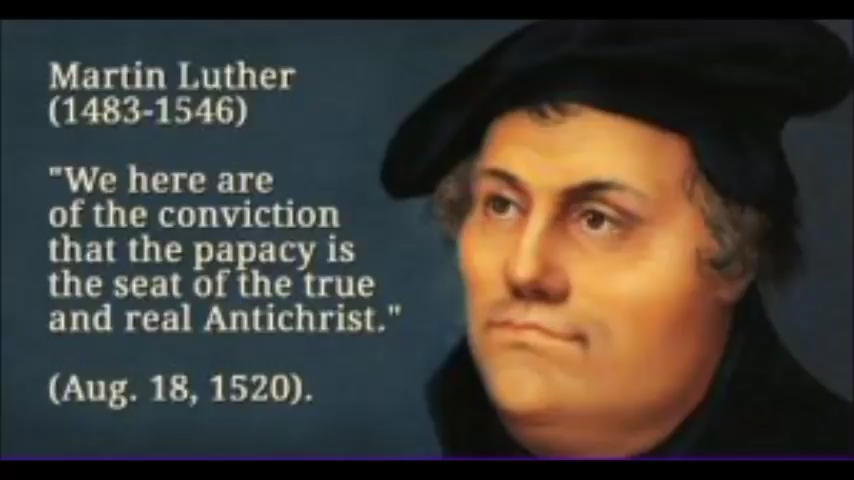 Martin Luther
(1483-1546)
"We here are
of the conviction
that the papacy is
the seat of the true
and real Antichrist."
(Aug. 18, 1520).